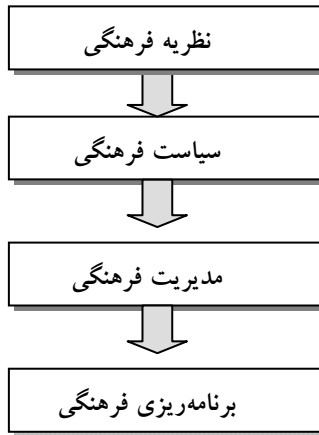 نظریه فرهنگی
سیاست فرهنگی
مدیریت فرهنگی
برنامه‌ریزی فرهنگی